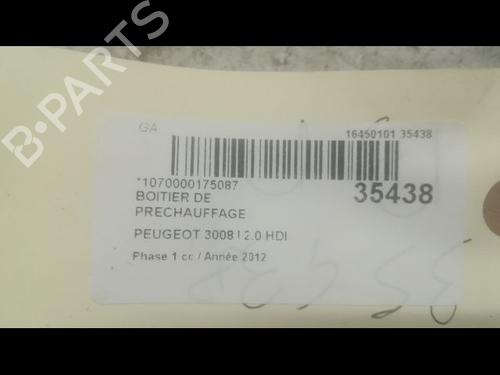 GA
16450101 35438
*1070000175087
35438
BOITIER DE
PRECHAUFFAGE
PEUGEOT 3008 I 2.0 HDI
Phase 1 cc / Année 2012
B-PARTS